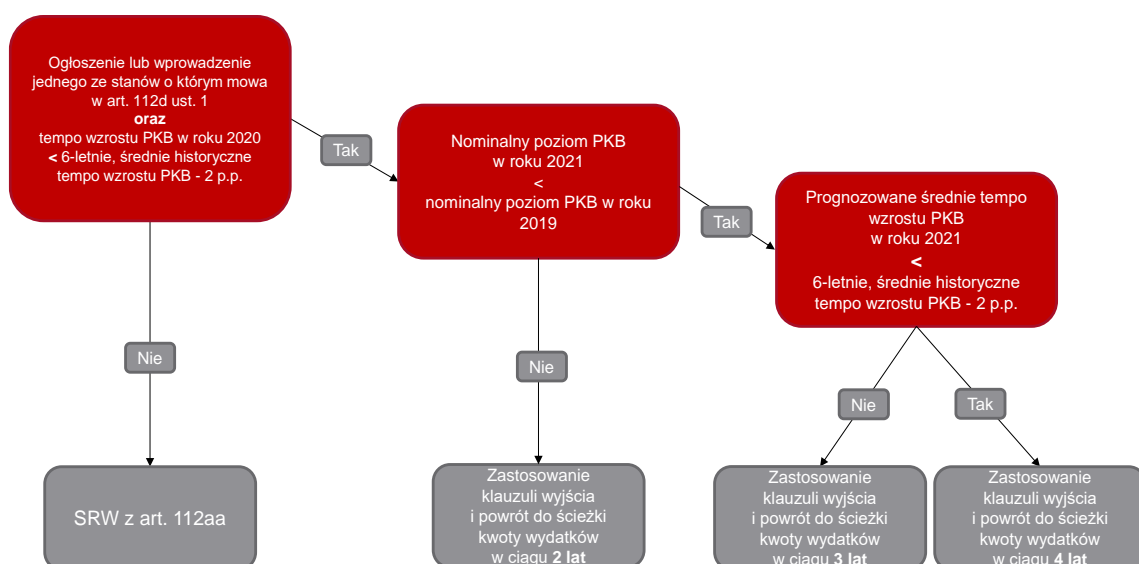 Ogłoszenie lub wprowadzenie
jednego ze stanów o którym mowa
w art. 112d ust. 1
oraz
tempo wzrostu PKB w roku 2020
< 6-letnie, średnie historyczne
tempo wzrostu PKB - 2 p.p.
Tak
Nominalny poziom PKB
w roku 2021
<
nominalny poziom PKB w roku
2019
Tak
Prognozowane średnie tempo
wzrostu PKB
w roku 2021
<
6-letnie, średnie historyczne
tempo wzrostu PKB - 2 p.p.
Nie
Nie
Nie
Tak
SRW z art. 112aa
Zastosowanie
klauzuli wyjścia
i powrót do ścieżki
kwoty wydatków
w ciągu 2 lat
Zastosowanie
klauzuli wyjścia
i powrót do ścieżki
kwoty wydatków
w ciągu 3 lat
Zastosowanie
klauzuli wyjścia
i powrót do ścieżki
kwoty wydatków
w ciągu 4 lat